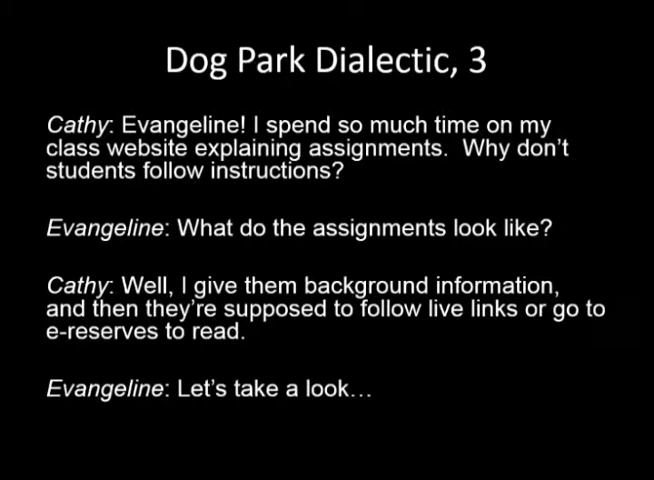 Dog Park Dialectic, 3
Cathy: Evangeline! I spend so much time on my
class website explaining assignments.  Why don't
students follow instructions?
Evangeline: What do the assignments look like?
Cathy: Well, I give them background information,
and then they're supposed to follow live links or go to
e-reserves to read.
Evangeline: Let's take a look…